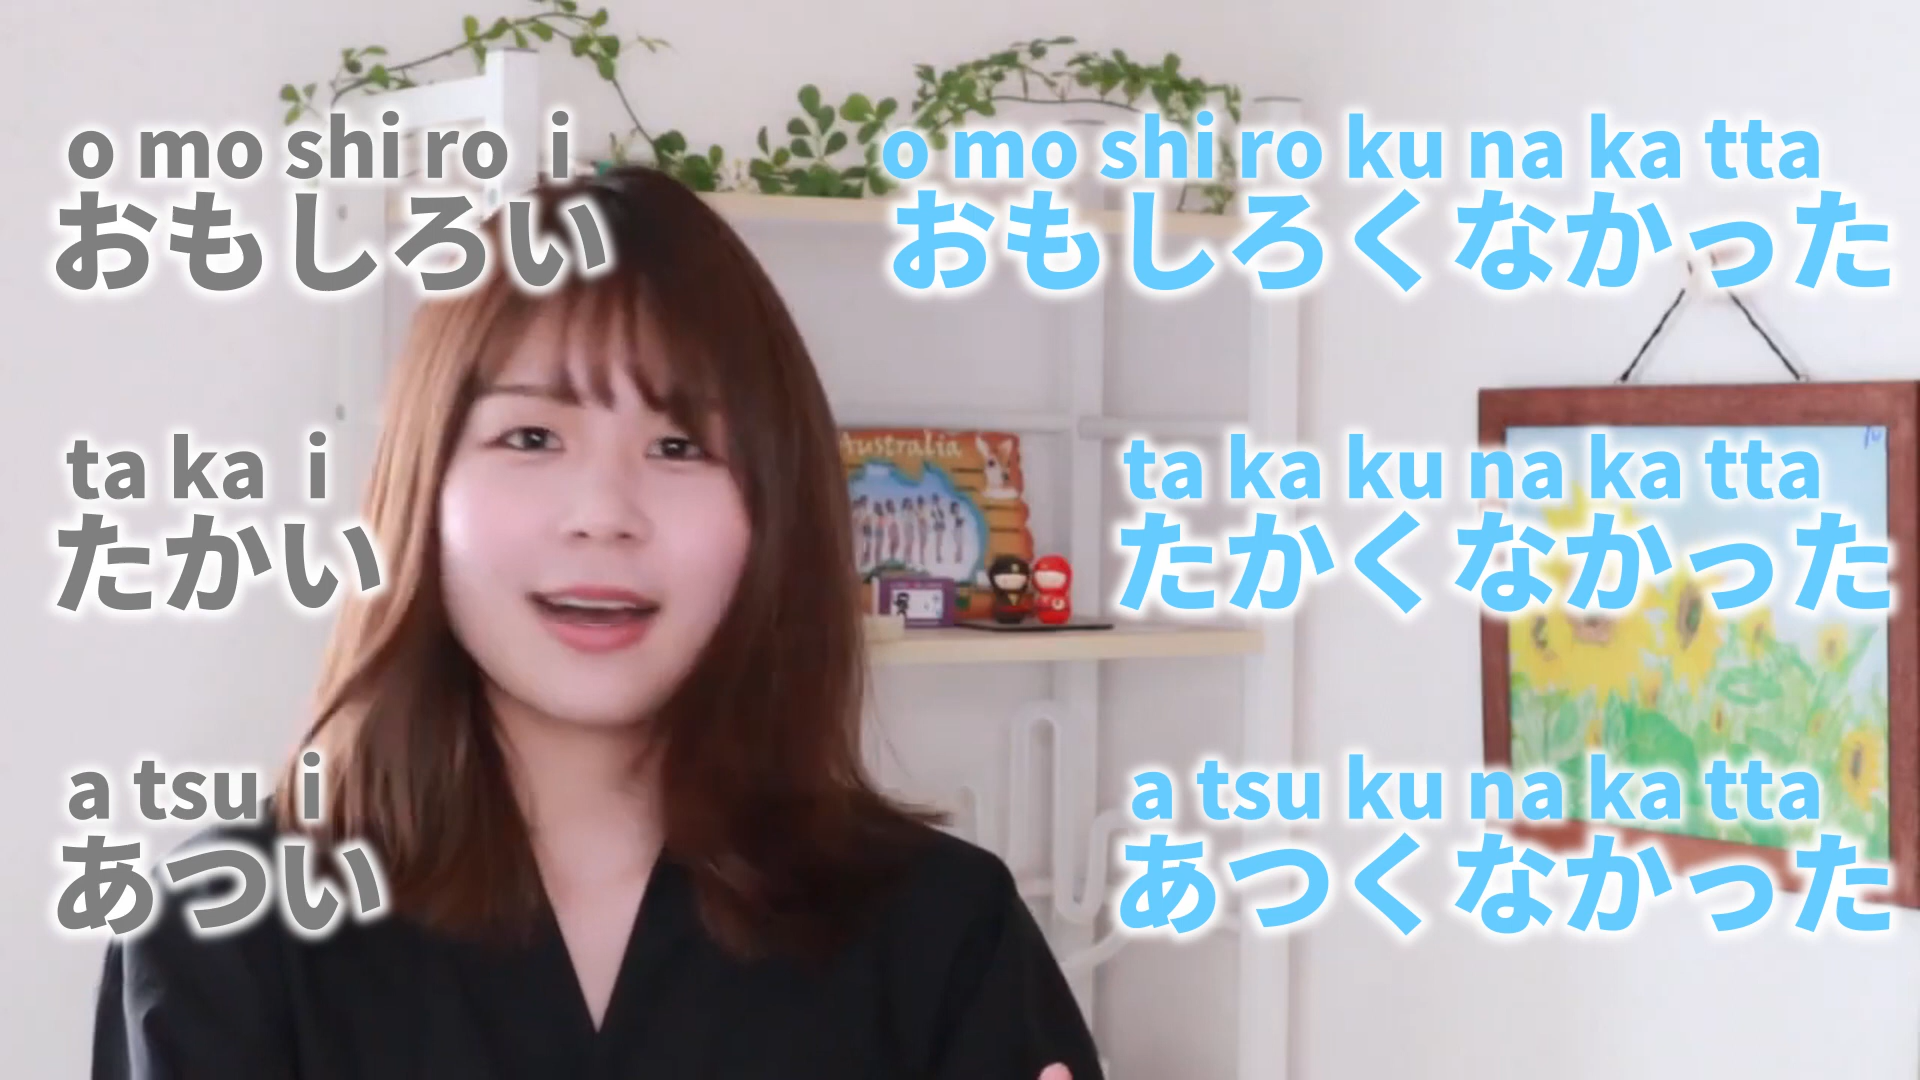 o mo shi ro i
おもしろい
o mo shi ro ku na ka tta
おもしろくなかった
ta ka i
たかい
ta ka ku na ka tta
たかくなかった
a tsu i
あつい
a tsu ku na ka tta
あつくなかった
Australia